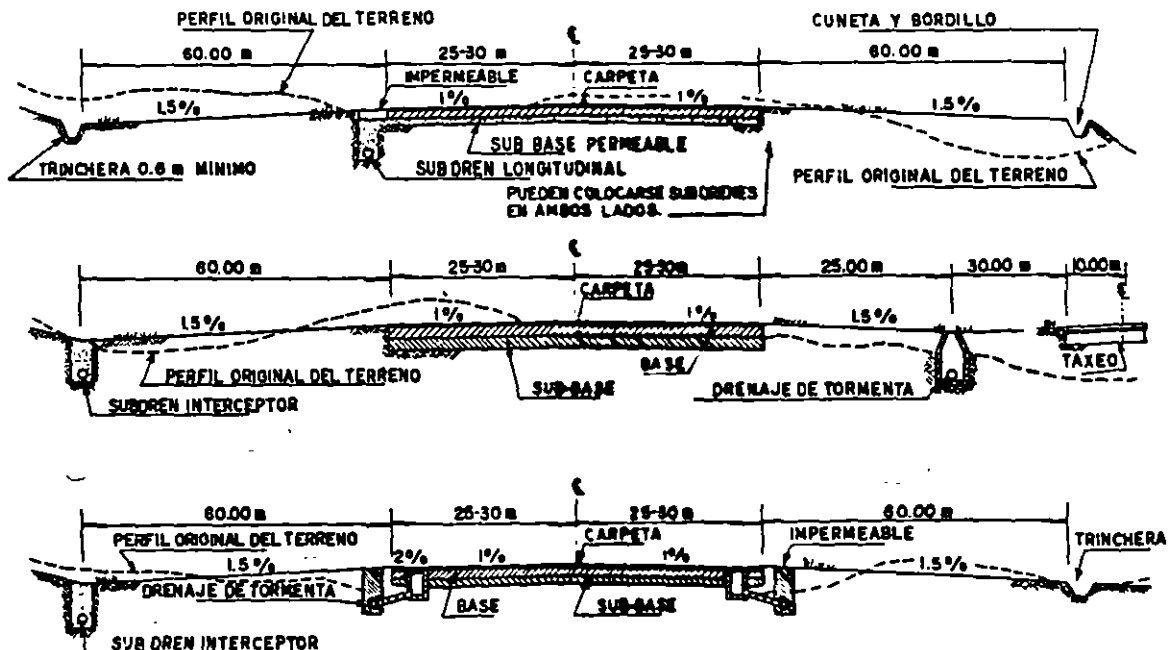 PERFIL ORIGINAL DEL TERRENO
CUNETA Y BORDILLO
℄
60.00 m 25-30 m 25-30 m 60.00 m
IMPERMEABLE CARPETA
1.5% 1% 1% 1.5%
SUB BASE PERMEABLE
TRINCHERA 0.6 m MINIMO
SUBDREN LONGITUDINAL
PERFIL ORIGINAL DEL TERRENO
PUEDEN COLOCARSE SUBDRENES
EN AMBOS LADOS.
℄
60.00 m 25-30 m 25-30m 25.00 m 30.00 m 10.00m
℄
CARPETA
1.5% 1% 1% 1.5%
BASE
TAXEO
PERFIL ORIGINAL DEL TERRENO
SUB-BASE
DRENAJE DE TORMENTA
SUBDREN INTERCEPTOR
℄
60.00 m 25-30 m 25-30m 60.00 m
PERFIL ORIGINAL DEL TERRENO
CARPETA
IMPERMEABLE
TRINCHERA
1.5% 2% 1% 1% 1.5%
DRENAJE DE TORMENTA
BASE
SUB-BASE
SUB DREN INTERCEPTOR